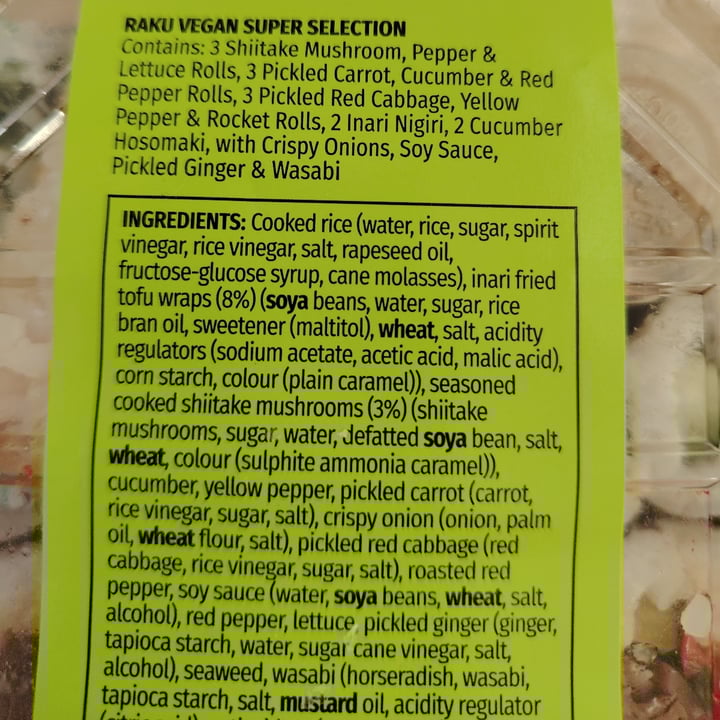 RAKU VEGAN SUPER SELECTION
Contains: 3 Shiitake Mushroom, Pepper &
Lettuce Rolls, 3 Pickled Carrot, Cucumber & Red
Pepper Rolls, 3 Pickled Red Cabbage, Yellow
Pepper & Rocket Rolls, 2 Inari Nigiri, 2 Cucumber
Hosomaki, with Crispy Onions, Soy Sauce,
Pickled Ginger & Wasabi
INGREDIENTS: Cooked rice (water, rice, sugar, spirit
vinegar, rice vinegar, salt, rapeseed oil,
fructose-glucose syrup, cane molasses), inari fried
tofu wraps (8%) (soya beans, water, sugar, rice
bran oil, sweetener (maltitol), wheat, salt, acidity
regulators (sodium acetate, acetic acid, malic acid),
corn starch, colour (plain caramel)), seasoned
cooked shiitake mushrooms (3%) (shiitake
mushrooms, sugar, water, defatted soya bean, salt,
wheat, colour (sulphite ammonia caramel)),
cucumber, yellow pepper, pickled carrot (carrot,
rice vinegar, sugar, salt), crispy onion (onion, palm
oil, wheat flour, salt), pickled red cabbage (red
cabbage, rice vinegar, sugar, salt), roasted red
pepper, soy sauce (water, soya beans, wheat, salt,
alcohol), red pepper, lettuce, pickled ginger (ginger,
tapioca starch, water, sugar cane vinegar, salt,
alcohol), seaweed, wasabi (horseradish, wasabi,
tapioca starch, salt, mustard oil, acidity regulator